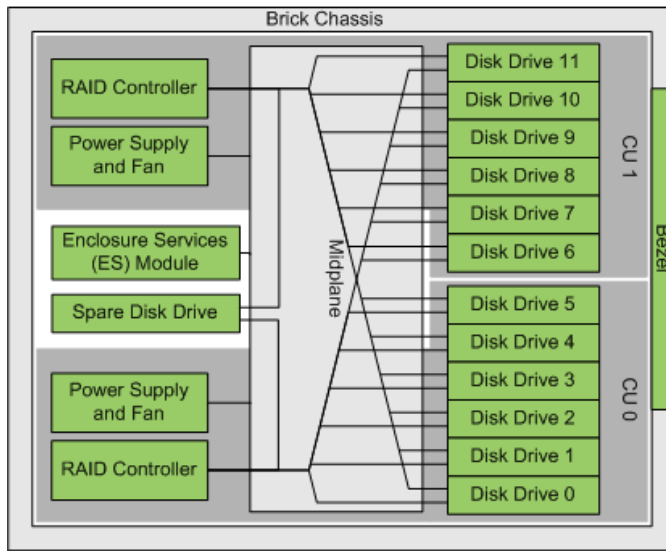 Brick Chassis
RAID Controller
Power Supply
and Fan
Enclosure Services
(ES) Module
Spare Disk Drive
Power Supply
and Fan
RAID Controller
Midplane
Disk Drive 11
Disk Drive 10
Disk Drive 9
Disk Drive 8
Disk Drive 7
Disk Drive 6
CU 1
Disk Drive 5
Disk Drive 4
Disk Drive 3
Disk Drive 2
Disk Drive 1
Disk Drive 0
CU 0
Bezel